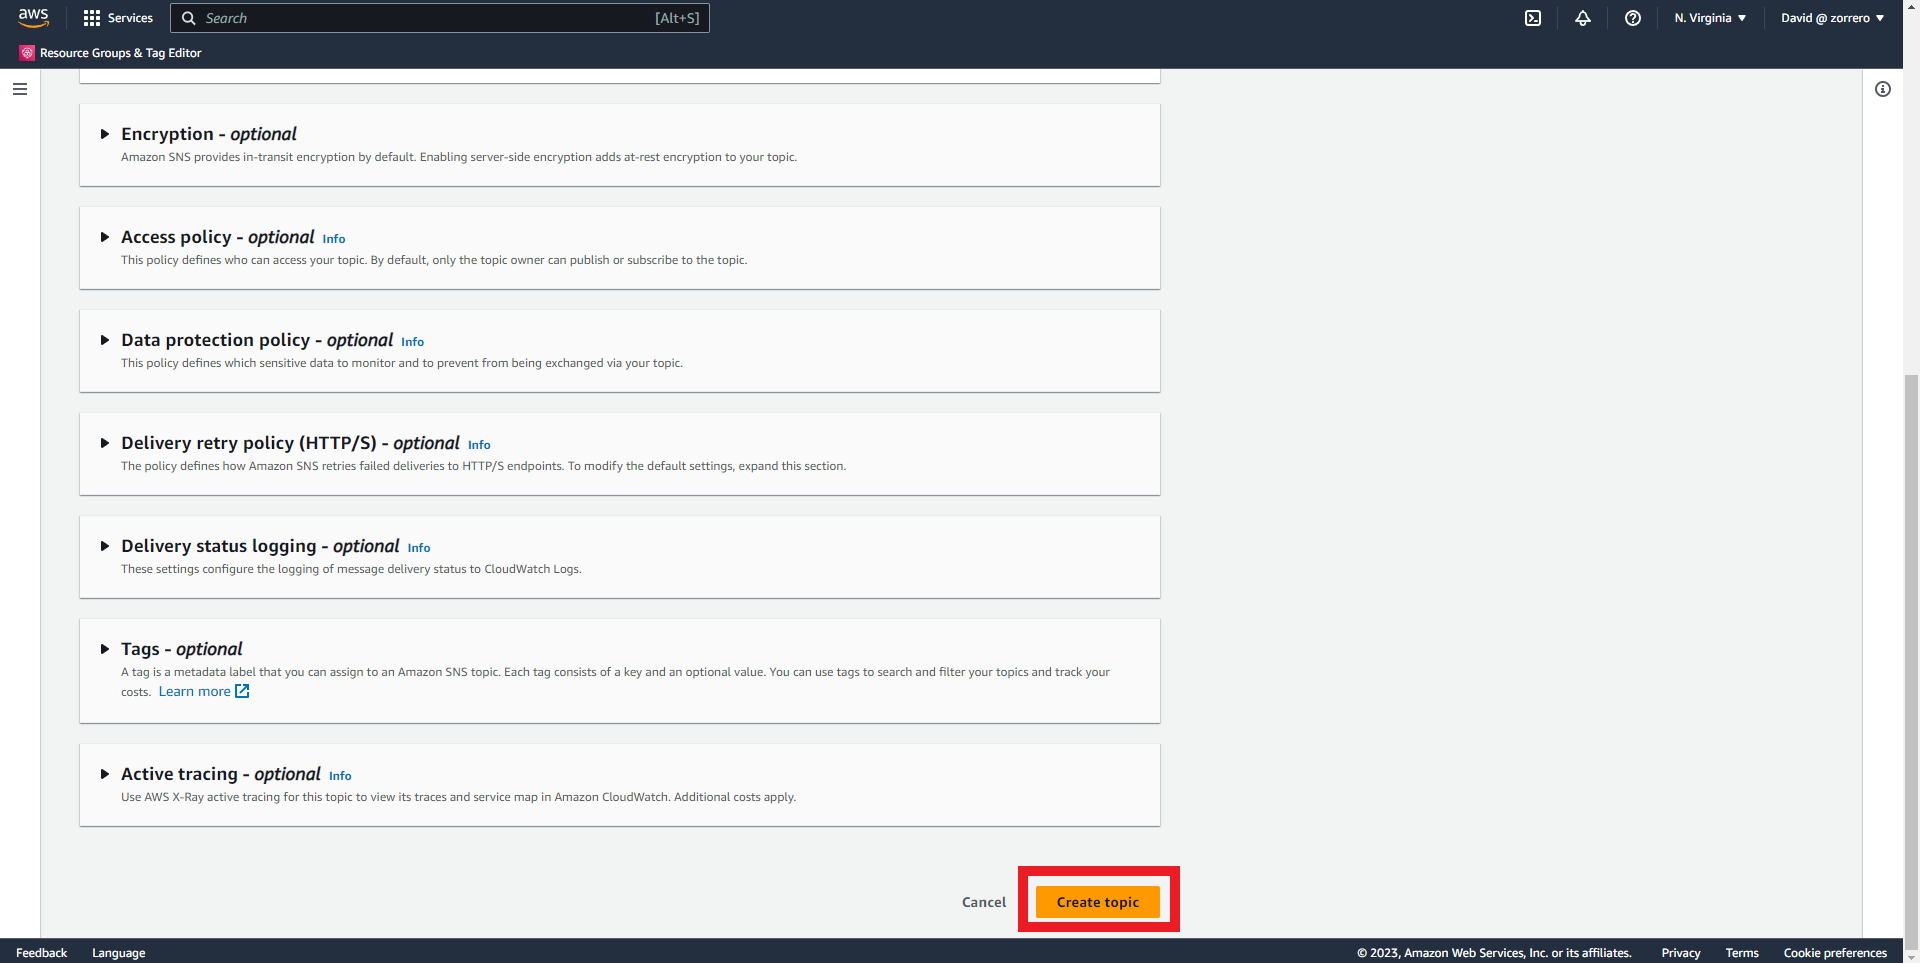 aws
Services
Search
[Alt+S]
N. Virginia
David @ zorrero
Resource Groups & Tag Editor
Encryption - optional
Amazon SNS provides in-transit encryption by default. Enabling server-side encryption adds at-rest encryption to your topic.
Access policy - optional Info
This policy defines who can access your topic. By default, only the topic owner can publish or subscribe to the topic.
Data protection policy - optional Info
This policy defines which sensitive data to monitor and to prevent from being exchanged via your topic.
Delivery retry policy (HTTP/S) - optional Info
The policy defines how Amazon SNS retries failed deliveries to HTTP/S endpoints. To modify the default settings, expand this section.
Delivery status logging - optional Info
These settings configure the logging of message delivery status to CloudWatch Logs.
Tags - optional
A tag is a metadata label that you can assign to an Amazon SNS topic. Each tag consists of a key and an optional value. You can use tags to search and filter your topics and track your
costs. Learn more
Active tracing - optional Info
Use AWS X-Ray active tracing for this topic to view its traces and service map in Amazon CloudWatch. Additional costs apply.
Cancel
Create topic
Feedback
Language
© 2023, Amazon Web Services, Inc. or its affiliates.
Privacy
Terms
Cookie preferences